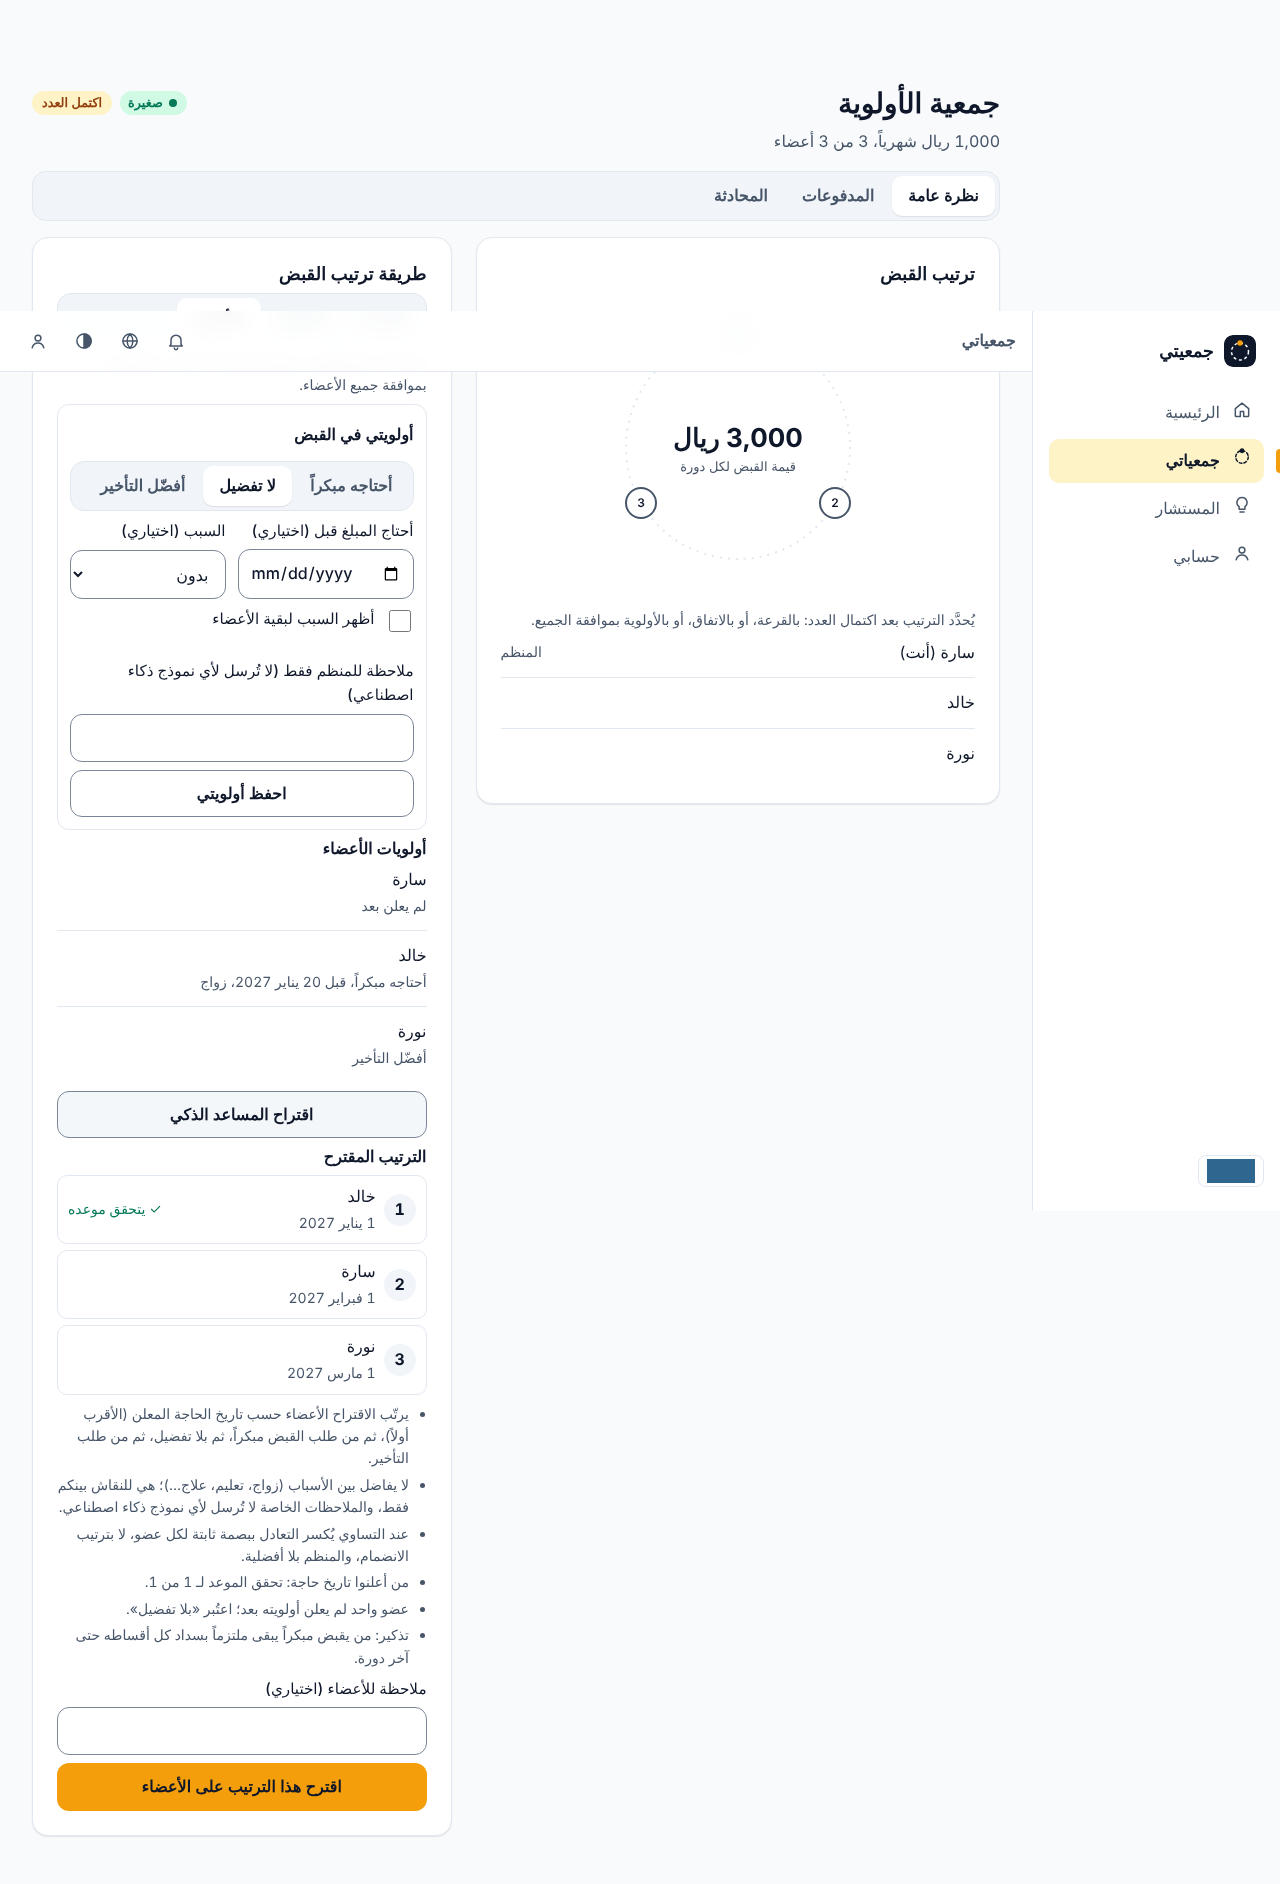 جمعية الأولوية
1,000 ريال شهرياً، 3 من 3 أعضاء
صغيرة
اكتمل العدد
نظرة عامة
المدفوعات
المحادثة
جمعيتي
الرئيسية
جمعياتي
المستشار
حسابي
جمعياتي
ترتيب القبض
3,000 ريال
قيمة القبض لكل دورة
2
3
يُحدَّد الترتيب بعد اكتمال العدد: بالقرعة، أو بالاتفاق، أو بالأولوية بموافقة الجميع.
سارة (أنت)
المنظم
خالد
نورة
طريقة ترتيب القبض
بموافقة جميع الأعضاء.
أولويتي في القبض
أحتاجه مبكراً
لا تفضيل
أفضّل التأخير
أحتاج المبلغ قبل (اختياري)
السبب (اختياري)
mm/dd/yyyy
بدون
أظهر السبب لبقية الأعضاء
ملاحظة للمنظم فقط (لا تُرسل لأي نموذج ذكاء
اصطناعي)
احفظ أولويتي
أولويات الأعضاء
سارة
لم يعلن بعد
خالد
أحتاجه مبكراً، قبل 20 يناير 2027، زواج
نورة
أفضّل التأخير
اقتراح المساعد الذكي
الترتيب المقترح
1
خالد
1 يناير 2027
✓ يتحقق موعده
2
سارة
1 فبراير 2027
3
نورة
1 مارس 2027
يرتّب الاقتراح الأعضاء حسب تاريخ الحاجة المعلن (الأقرب
أولاً)، ثم من طلب القبض مبكراً، ثم بلا تفضيل، ثم من طلب
التأخير.
لا يفاضل بين الأسباب (زواج، تعليم، علاج...)؛ هي للنقاش بينكم
فقط، والملاحظات الخاصة لا تُرسل لأي نموذج ذكاء اصطناعي.
عند التساوي يُكسر التعادل ببصمة ثابتة لكل عضو، لا بترتيب
الانضمام، والمنظم بلا أفضلية.
من أعلنوا تاريخ حاجة: تحقق الموعد لـ 1 من 1.
عضو واحد لم يعلن أولويته بعد؛ اعتُبر «بلا تفضيل».
تذكير: من يقبض مبكراً يبقى ملتزماً بسداد كل أقساطه حتى
آخر دورة.
ملاحظة للأعضاء (اختياري)
اقترح هذا الترتيب على الأعضاء